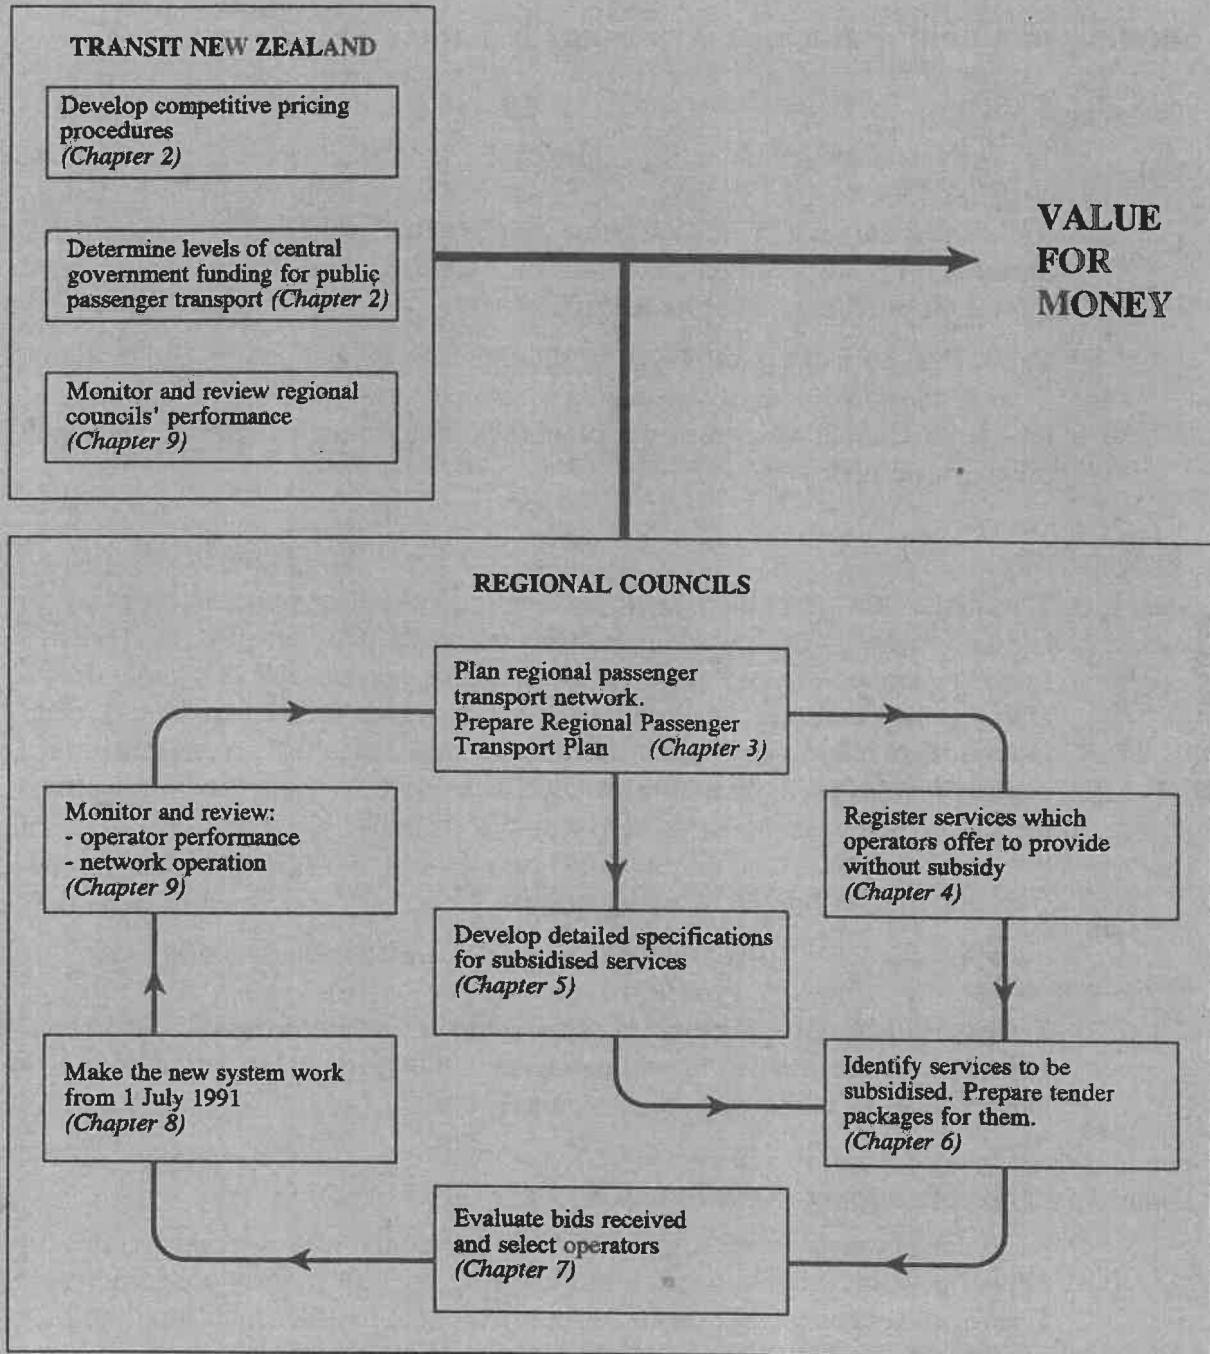 TRANSIT NEW ZEALAND
Develop competitive pricing
procedures
(Chapter 2)
Determine levels of central
government funding for public
passenger transport (Chapter 2)
Monitor and review regional
councils' performance
(Chapter 9)
VALUE
FOR
MONEY
REGIONAL COUNCILS
Plan regional passenger
transport network.
Prepare Regional Passenger
Transport Plan (Chapter 3)
Monitor and review:
- operator performance
- network operation
(Chapter 9)
Register services which
operators offer to provide
without subsidy
(Chapter 4)
Develop detailed specifications
for subsidised services
(Chapter 5)
Make the new system work
from 1 July 1991
(Chapter 8)
Identify services to be
subsidised. Prepare tender
packages for them.
(Chapter 6)
Evaluate bids received
and select operators
(Chapter 7)